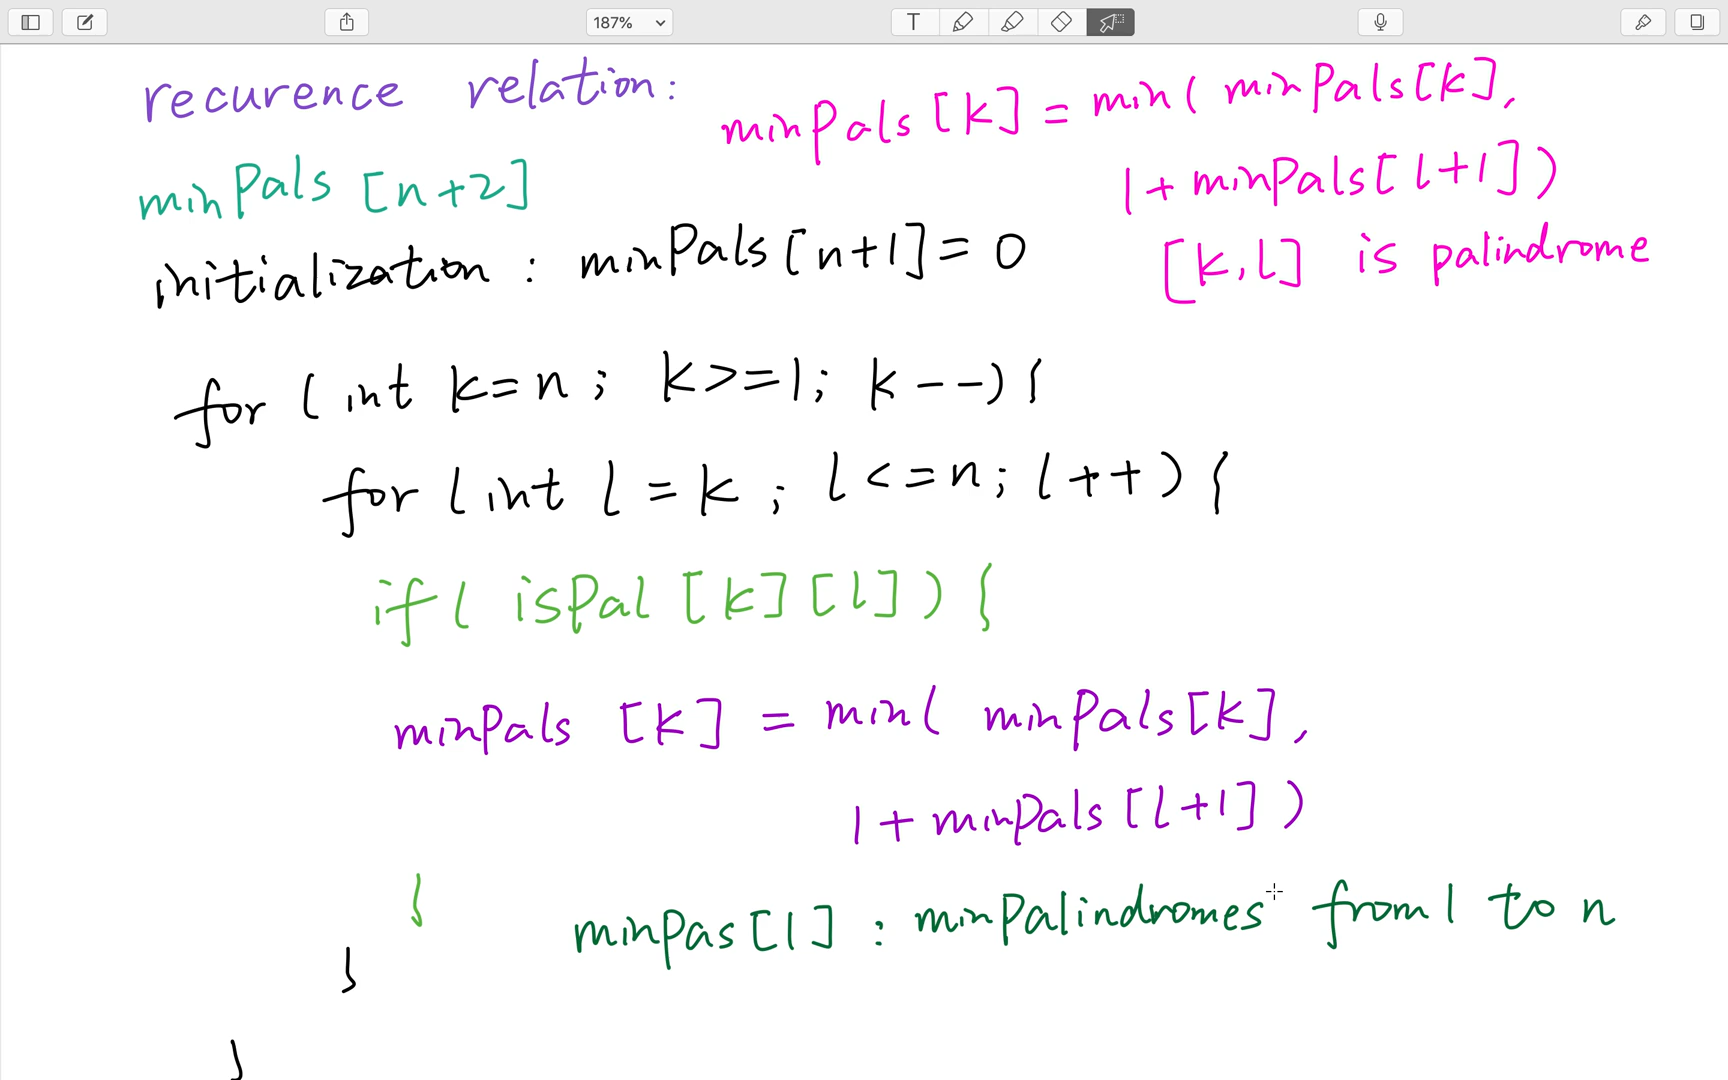 187%
T
recurence relation:
minPals [k] = min( minPals[k],
1 + minPals[l+1])
[k,l] is palindrome
minPals [n+2]
initialization : minPals [n+1] = 0
for (int k=n; k>=1; k--){
for (int l = k; l<=n; l++){
if( isPal [k][l]) {
minPals [k] = min( minPals[k],
1 + minPals [l+1])
}
minPas[1] : minPalindromes from 1 to n
}
}